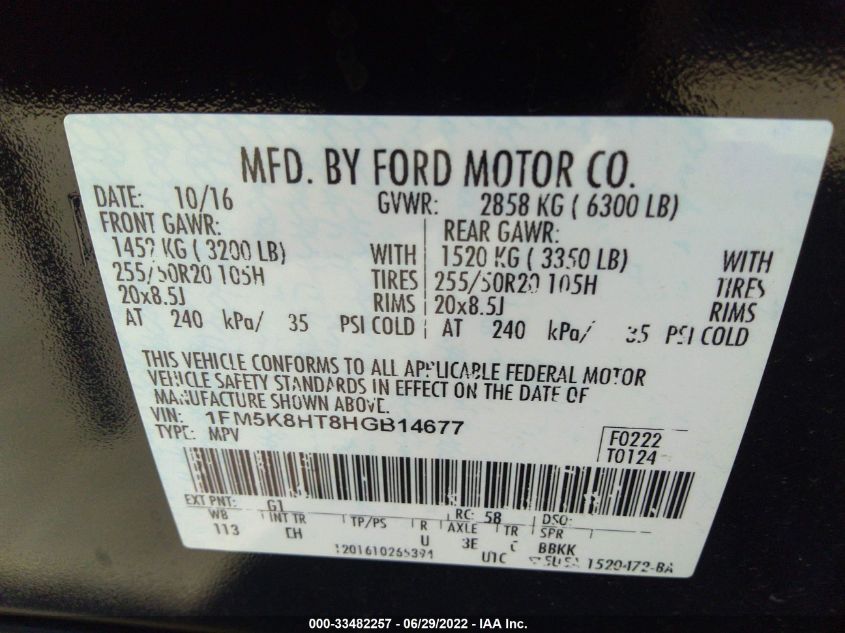 MFD. BY FORD MOTOR CO.
DATE: 10/16 GVWR: 2858 KG ( 6300 LB)
FRONT GAWR: REAR GAWR:
1452 KG ( 3200 LB) WITH 1520 KG ( 3350 LB) WITH
255/50R20 105H TIRES 255/50R20 105H TIRES
20x8.5J RIMS 20x8.5J RIMS
AT 240 kPa/ 35 PSI COLD AT 240 kPa/ 35 PSI COLD
THIS VEHICLE CONFORMS TO ALL APPLICABLE FEDERAL MOTOR
VEHICLE SAFETY STANDARDS IN EFFECT ON THE DATE OF
MANUFACTURE SHOWN ABOVE.
VIN: 1FM5K8HT8HGB14677
TYPE: MPV
F0222
T0124
EXT PNT: G1 RC: 58 DSO:
WB INT TR TP/PS R AXLE TR SPR
113 CH U 3E BBKK
UTC 1520472-BA
000-33482257 - 06/29/2022 - IAA Inc.